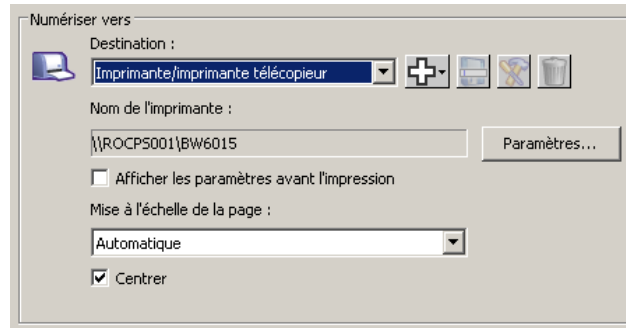 Numériser vers
Destination :
Imprimante/imprimante télécopieur
Nom de l'imprimante :
\\ROCPS001\BW6015
Paramètres...
Afficher les paramètres avant l'impression
Mise à l'échelle de la page :
Automatique
Centrer